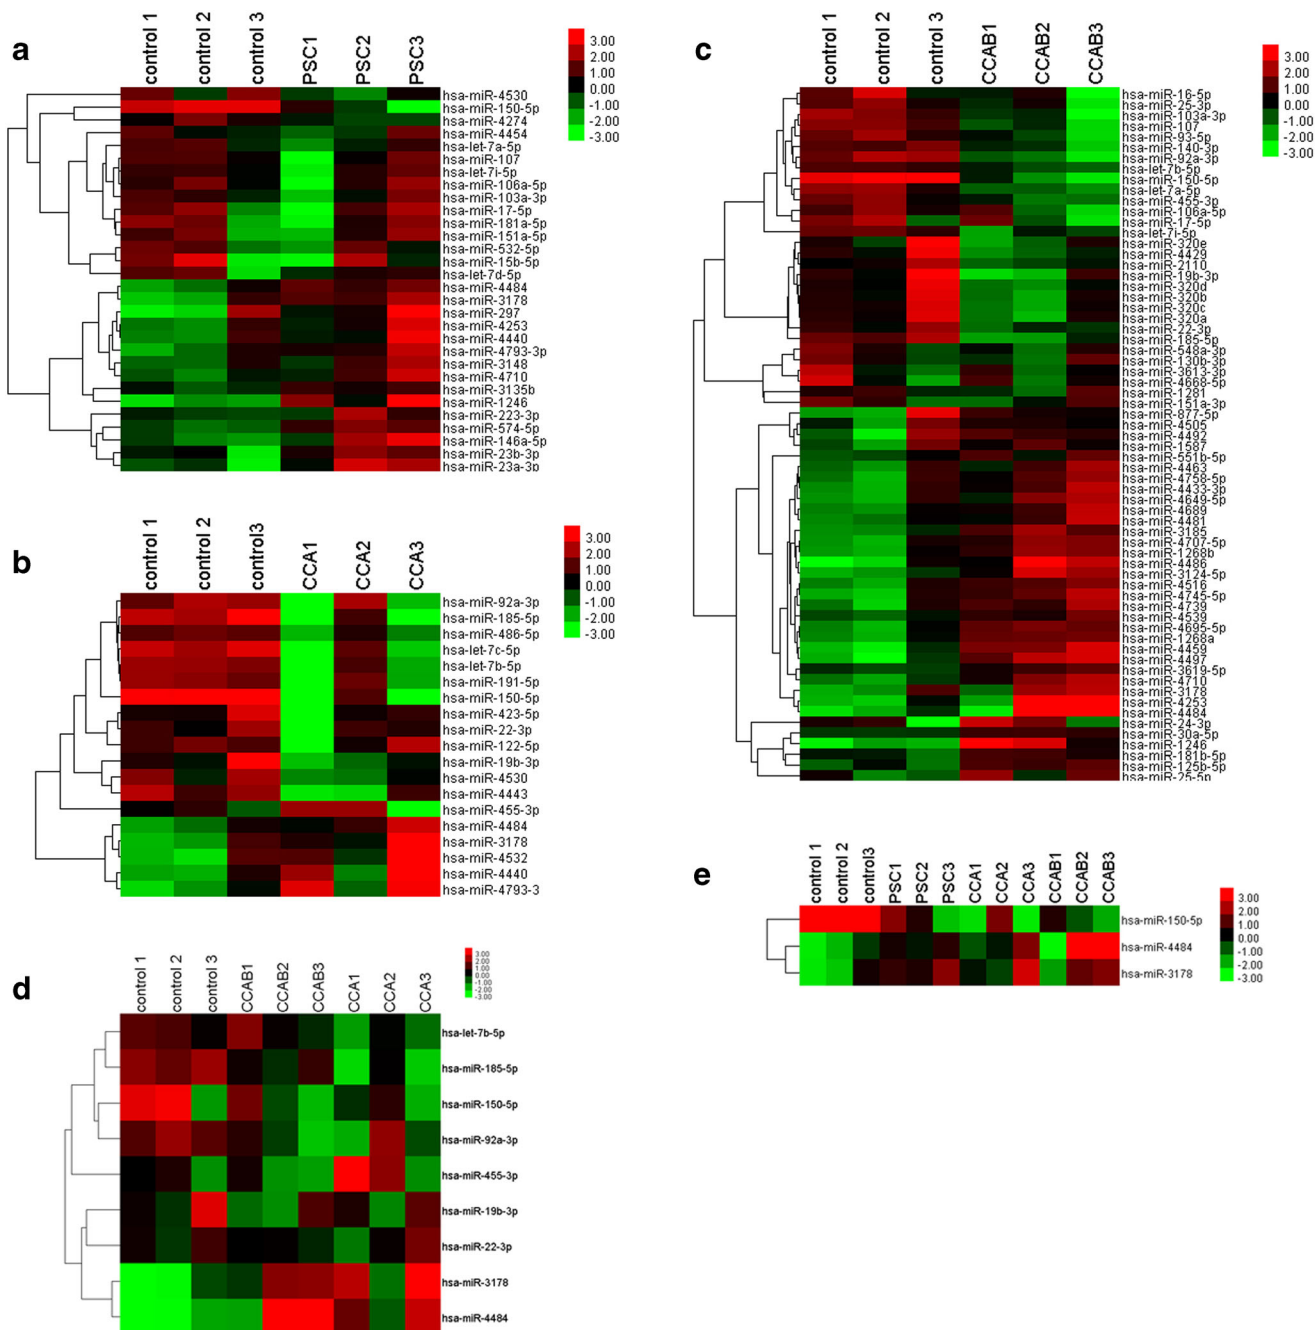 a
control 1
control 2
control 3
PSC1
PSC2
PSC3
3.00
2.00
1.00
0.00
-1.00
-2.00
-3.00
hsa-miR-4530
hsa-miR-150-5p
hsa-miR-4274
hsa-miR-4454
hsa-let-7a-5p
hsa-miR-107
hsa-let-7i-5p
hsa-miR-106a-5p
hsa-miR-103a-3p
hsa-miR-17-5p
hsa-miR-181a-5p
hsa-miR-151a-5p
hsa-miR-532-5p
hsa-miR-15b-5p
hsa-let-7d-5p
hsa-miR-4484
hsa-miR-3178
hsa-miR-297
hsa-miR-4253
hsa-miR-4440
hsa-miR-4793-3p
hsa-miR-3148
hsa-miR-4710
hsa-miR-3135b
hsa-miR-1246
hsa-miR-223-3p
hsa-miR-574-5p
hsa-miR-146a-5p
hsa-miR-23b-3p
hsa-miR-23a-3p
b
control 1
control 2
control3
CCA1
CCA2
CCA3
3.00
2.00
1.00
0.00
-1.00
-2.00
-3.00
hsa-miR-92a-3p
hsa-miR-185-5p
hsa-miR-486-5p
hsa-let-7c-5p
hsa-let-7b-5p
hsa-miR-191-5p
hsa-miR-150-5p
hsa-miR-423-5p
hsa-miR-22-3p
hsa-miR-122-5p
hsa-miR-19b-3p
hsa-miR-4530
hsa-miR-4443
hsa-miR-455-3p
hsa-miR-4484
hsa-miR-3178
hsa-miR-4532
hsa-miR-4440
hsa-miR-4793-3
c
control 1
control 2
control 3
CCAB1
CCAB2
CCAB3
3.00
2.00
1.00
0.00
-1.00
-2.00
-3.00
hsa-miR-16-5p
hsa-miR-25-3p
hsa-miR-103a-3p
hsa-miR-107
hsa-miR-93-5p
hsa-miR-140-3p
hsa-miR-92a-3p
hsa-let-7b-5p
hsa-miR-150-5p
hsa-let-7a-5p
hsa-miR-455-3p
hsa-miR-106a-5p
hsa-miR-17-5p
hsa-let-7i-5p
hsa-miR-320e
hsa-miR-4429
hsa-miR-2110
hsa-miR-19b-3p
hsa-miR-320d
hsa-miR-320b
hsa-miR-320c
hsa-miR-320a
hsa-miR-22-3p
hsa-miR-185-5p
hsa-miR-548a-3p
hsa-miR-130b-3p
hsa-miR-3613-3p
hsa-miR-4668-5p
hsa-miR-1281
hsa-miR-151a-3p
hsa-miR-877-5p
hsa-miR-4505
hsa-miR-4492
hsa-miR-1587
hsa-miR-551b-5p
hsa-miR-4463
hsa-miR-4758-5p
hsa-miR-4433-3p
hsa-miR-4649-5p
hsa-miR-4689
hsa-miR-4481
hsa-miR-3185
hsa-miR-4707-5p
hsa-miR-1268b
hsa-miR-4486
hsa-miR-3124-5p
hsa-miR-4516
hsa-miR-4745-5p
hsa-miR-4739
hsa-miR-4539
hsa-miR-4695-5p
hsa-miR-1268a
hsa-miR-4459
hsa-miR-4497
hsa-miR-3619-5p
hsa-miR-4710
hsa-miR-3178
hsa-miR-4253
hsa-miR-4484
hsa-miR-24-3p
hsa-miR-30a-5p
hsa-miR-1246
hsa-miR-181b-5p
hsa-miR-125b-5p
hsa-miR-25-5p
d
control 1
control 2
control 3
CCAB1
CCAB2
CCAB3
CCA1
CCA2
CCA3
3.00
2.00
1.00
0.00
-1.00
-2.00
-3.00
hsa-let-7b-5p
hsa-miR-185-5p
hsa-miR-150-5p
hsa-miR-92a-3p
hsa-miR-455-3p
hsa-miR-19b-3p
hsa-miR-22-3p
hsa-miR-3178
hsa-miR-4484
e
control 1
control 2
control3
PSC1
PSC2
PSC3
CCA1
CCA2
CCA3
CCAB1
CCAB2
CCAB3
3.00
2.00
1.00
0.00
-1.00
-2.00
-3.00
hsa-miR-150-5p
hsa-miR-4484
hsa-miR-3178